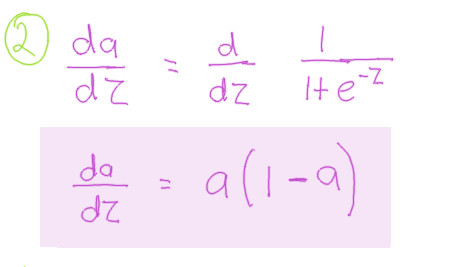 ② da/dz = d/dz 1/(1+e^-z)
da/dz = a(1-a)